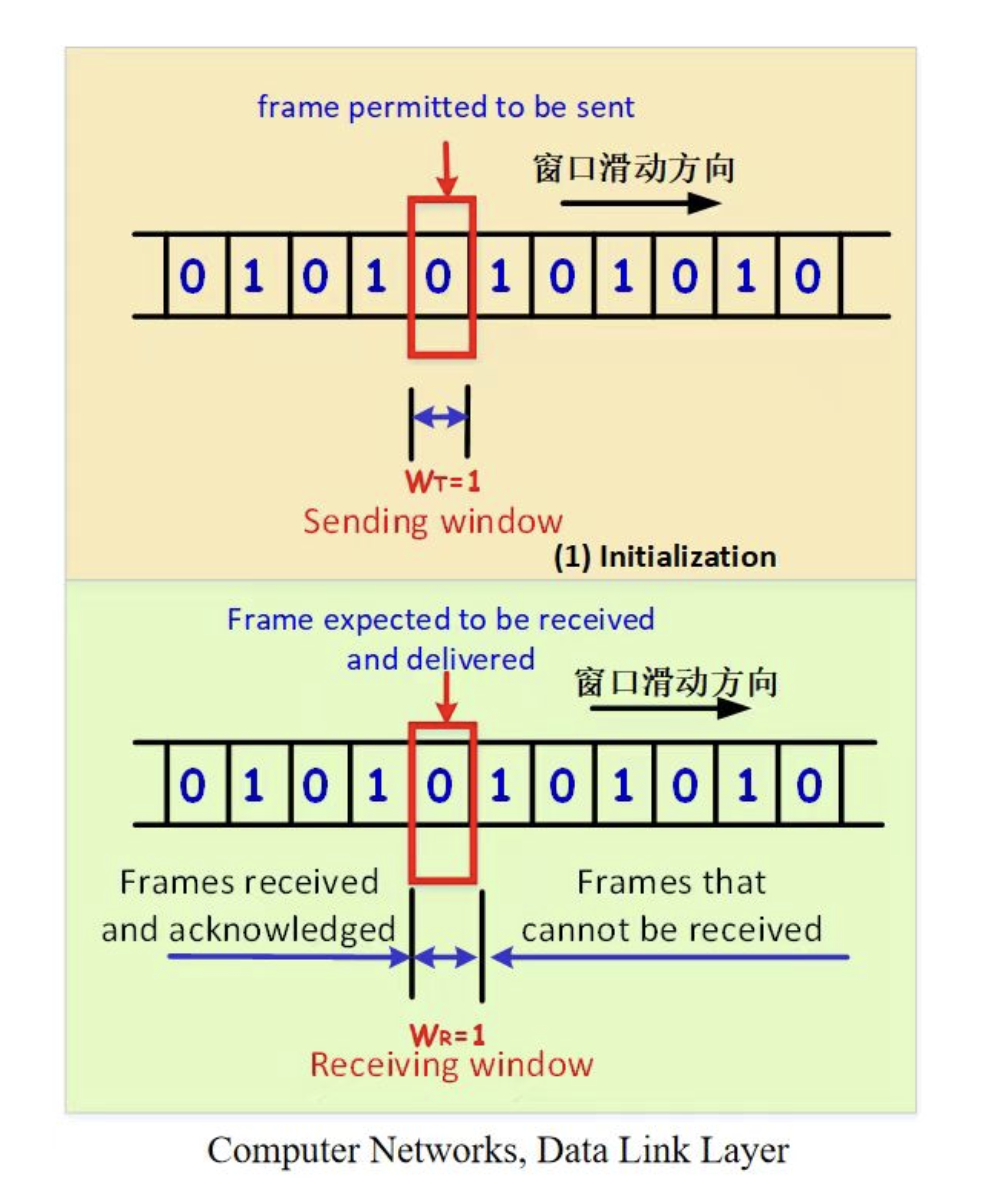 frame permitted to be sent
窗口滑动方向
0 1 0 1 0 1 0 1 0 1 0
WT=1
Sending window
(1) Initialization
Frame expected to be received
and delivered
窗口滑动方向
0 1 0 1 0 1 0 1 0 1 0
Frames received
and acknowledged
Frames that
cannot be received
WR=1
Receiving window
Computer Networks, Data Link Layer